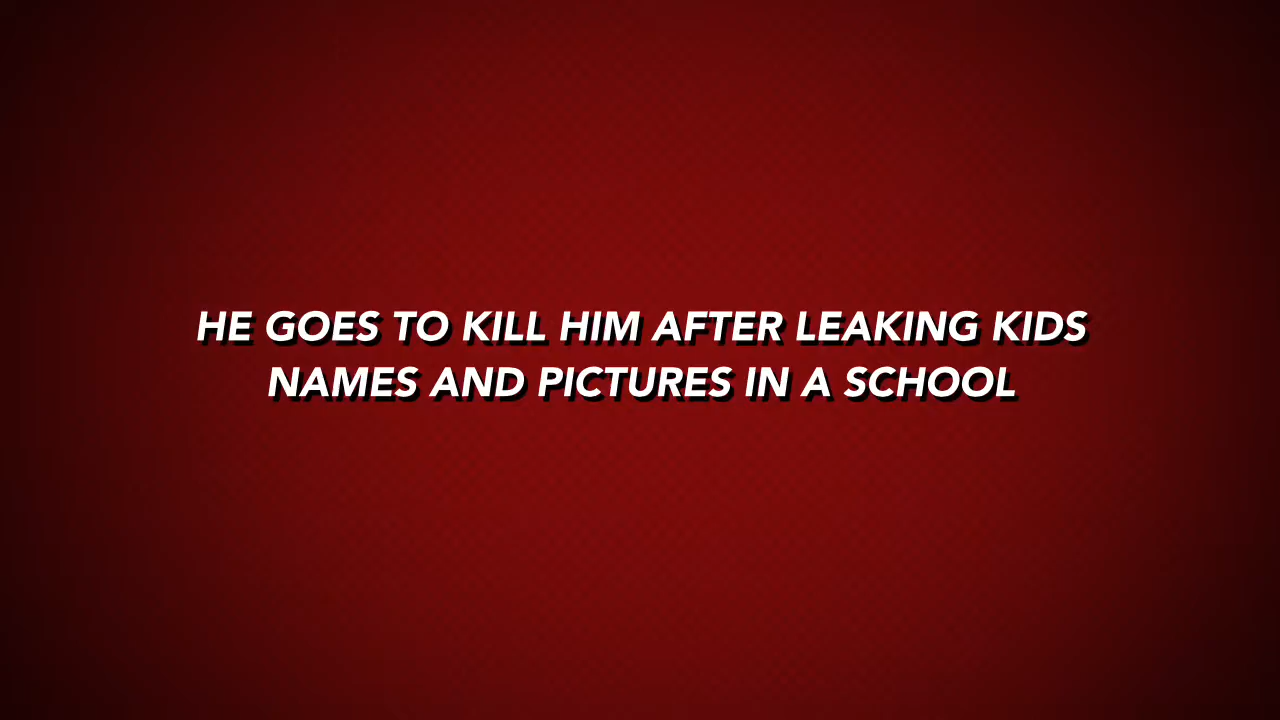 HE GOES TO KILL HIM AFTER LEAKING KIDS
NAMES AND PICTURES IN A SCHOOL